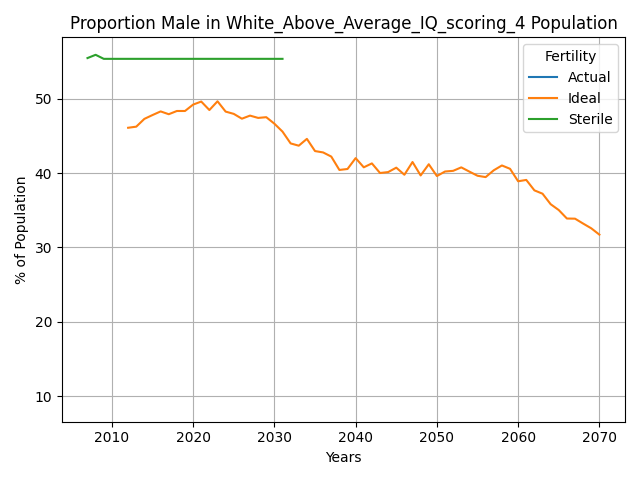 Proportion Male in White_Above_Average_IQ_scoring_4 Population
Fertility
Actual
Ideal
Sterile
% of Population
50
40
30
20
10
2010 2020 2030 2040 2050 2060 2070
Years